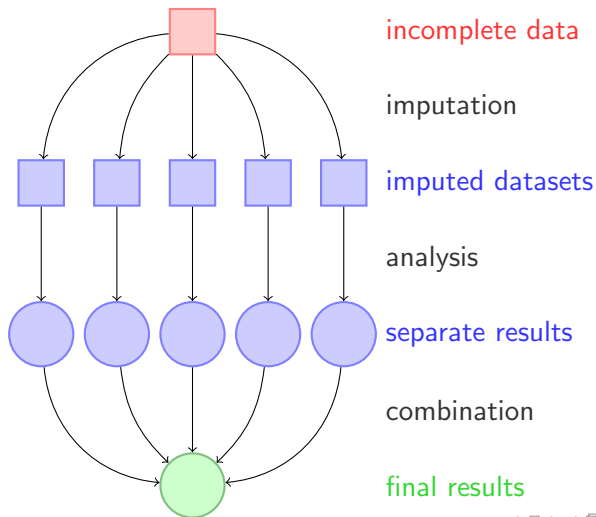 incomplete data
imputation
imputed datasets
analysis
separate results
combination
final results